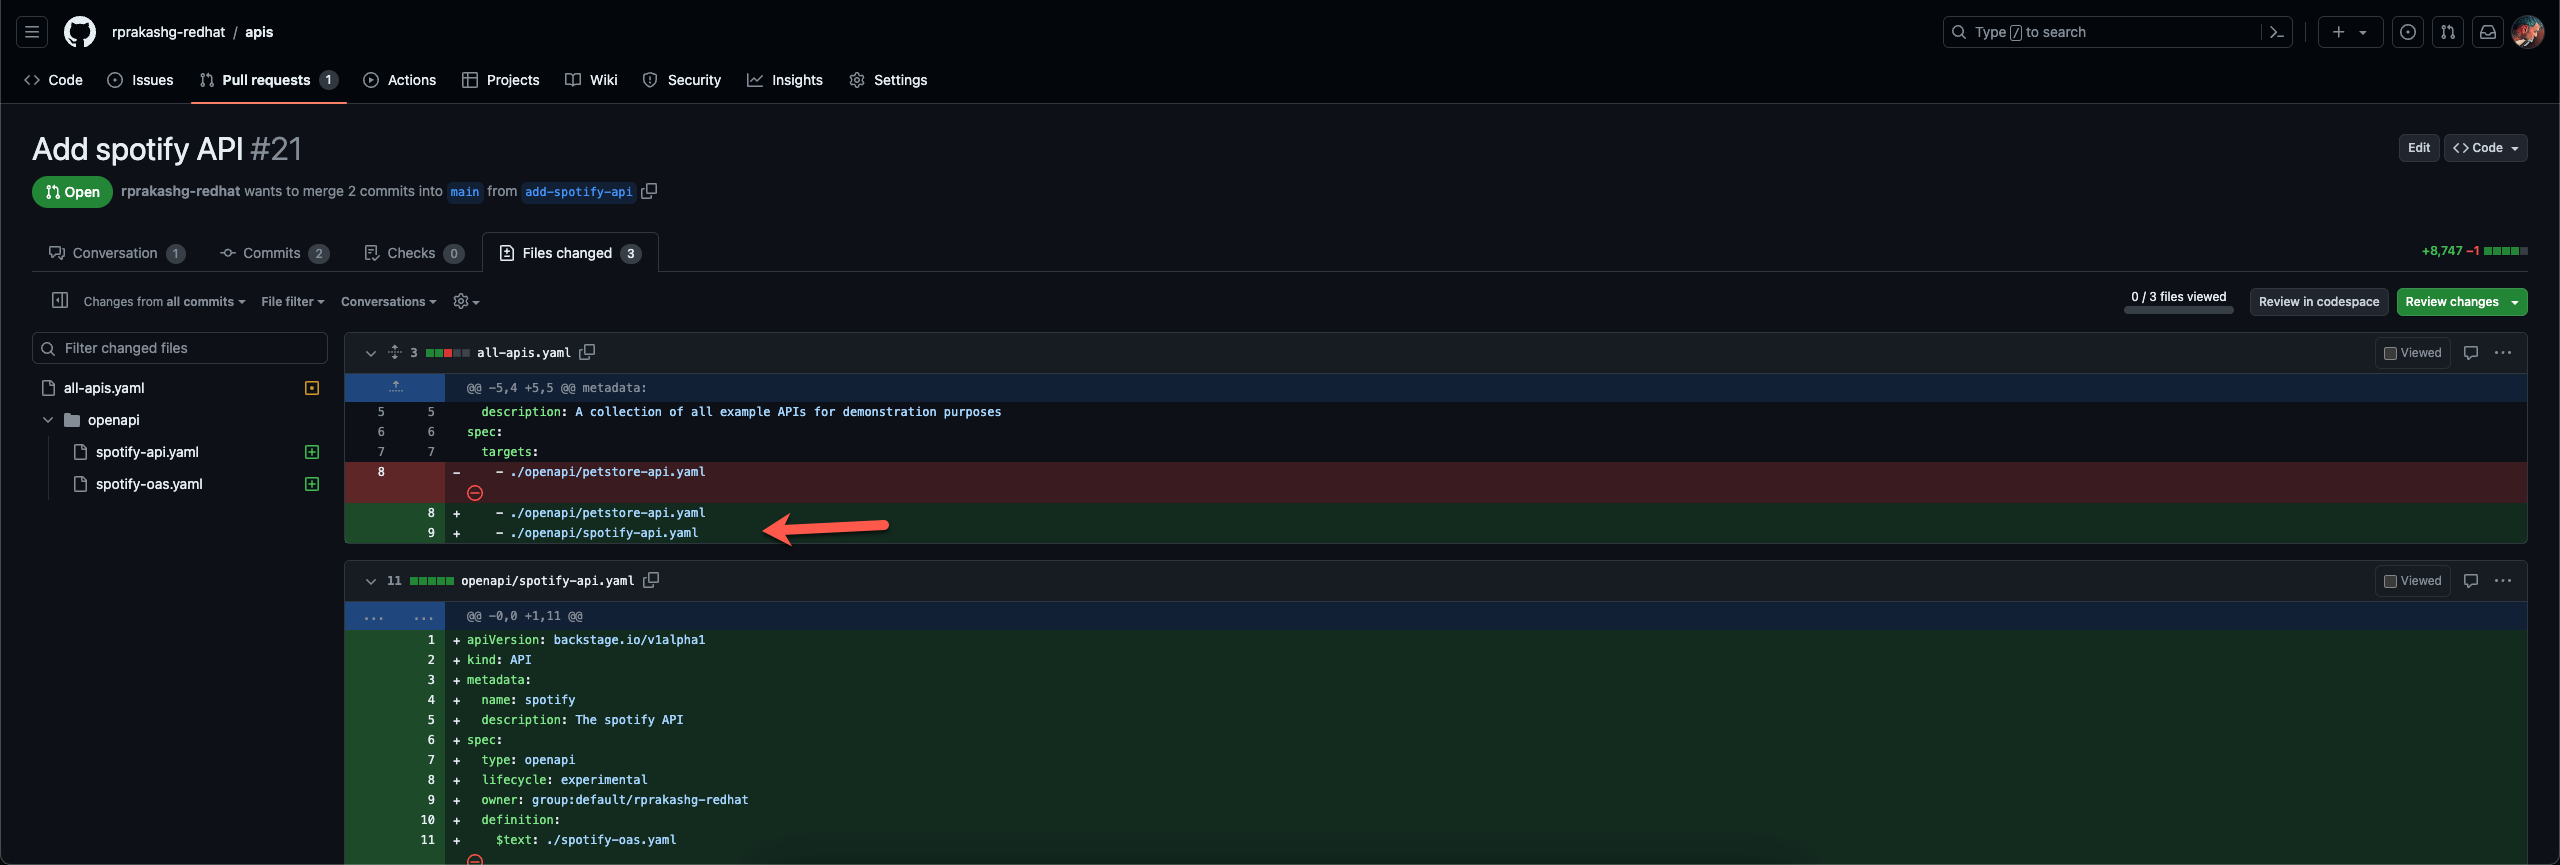 rprakashg-redhat / apis
Type / to search
Code Issues Pull requests 1 Actions Projects Wiki Security Insights Settings
Add spotify API #21
Edit <> Code
Open rprakashg-redhat wants to merge 2 commits into main from add-spotify-api
Conversation 1 Commits 2 Checks 0 Files changed 3
+8,747 −1
Changes from all commits File filter Conversations
0 / 3 files viewed Review in codespace Review changes
Filter changed files
all-apis.yaml
openapi
spotify-api.yaml
spotify-oas.yaml
3 all-apis.yaml Viewed
@@ -5,4 +5,5 @@ metadata:
5 5 description: A collection of all example APIs for demonstration purposes
6 6 spec:
7 7 targets:
8 - - ./openapi/petstore-api.yaml
8 + - ./openapi/petstore-api.yaml
9 + - ./openapi/spotify-api.yaml
11 openapi/spotify-api.yaml Viewed
... ... @@ -0,0 +1,11 @@
1 + apiVersion: backstage.io/v1alpha1
2 + kind: API
3 + metadata:
4 + name: spotify
5 + description: The spotify API
6 + spec:
7 + type: openapi
8 + lifecycle: experimental
9 + owner: group:default/rprakashg-redhat
10 + definition:
11 + $text: ./spotify-oas.yaml